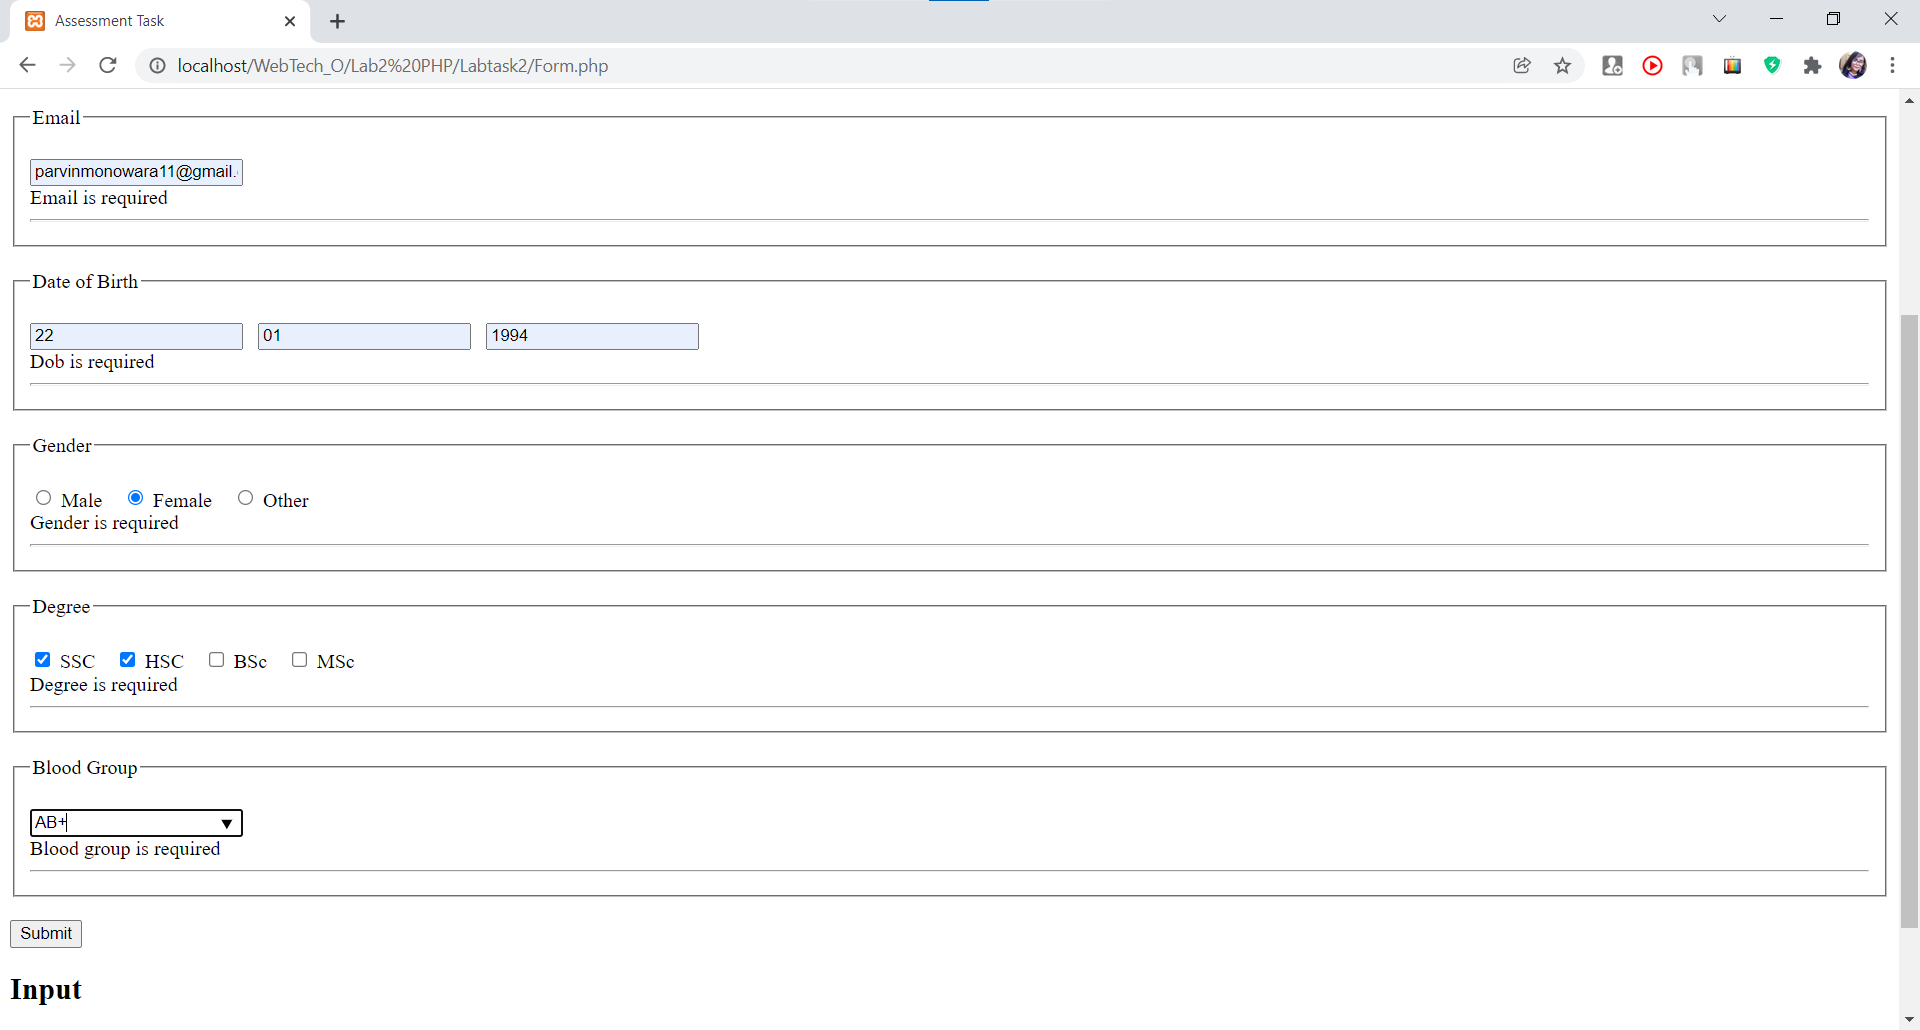 Assessment Task
localhost/WebTech_O/Lab2%20PHP/Labtask2/Form.php
Email
parvinmonowara11@gmail.
Email is required
Date of Birth
22 01 1994
Dob is required
Gender
Male Female Other
Gender is required
Degree
SSC HSC BSc MSc
Degree is required
Blood Group
AB+
Blood group is required
Submit
Input